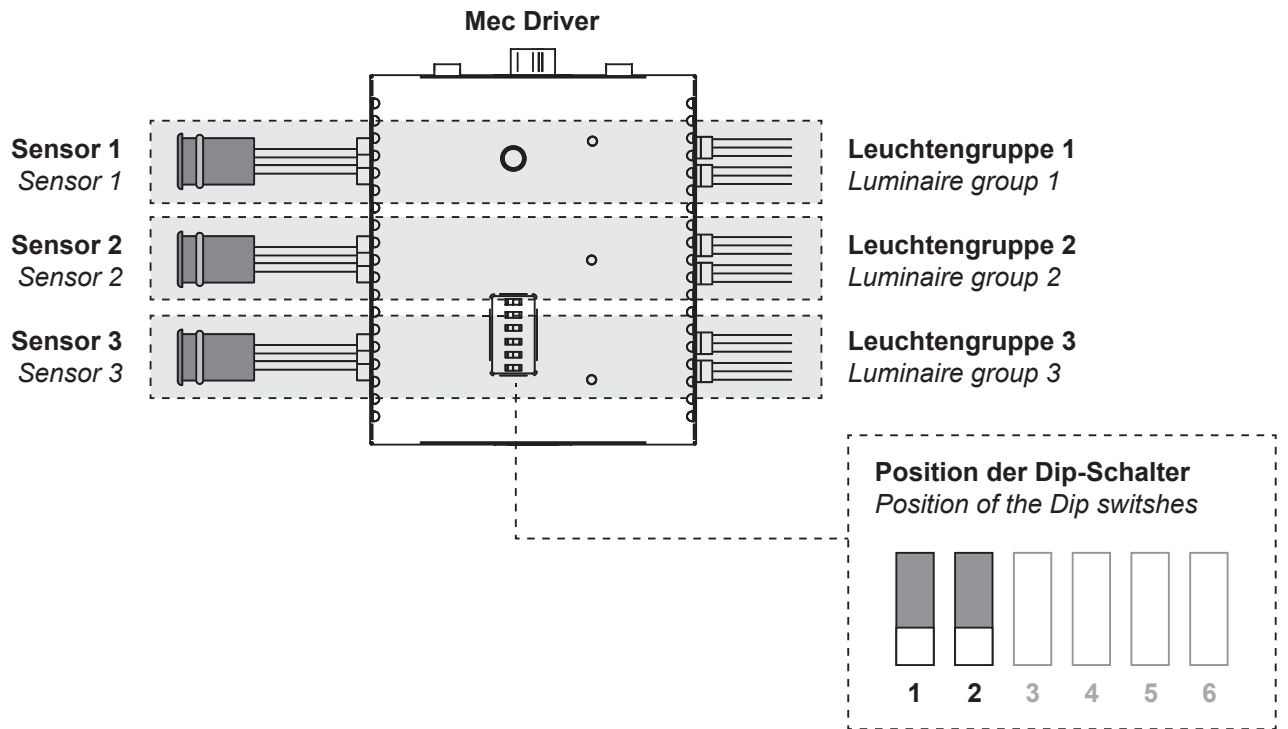 Mec Driver
Sensor 1
Sensor 1
Leuchtengruppe 1
Luminaire group 1
Sensor 2
Sensor 2
Leuchtengruppe 2
Luminaire group 2
Sensor 3
Sensor 3
Leuchtengruppe 3
Luminaire group 3
Position der Dip-Schalter
Position of the Dip switshes
1 2 3 4 5 6